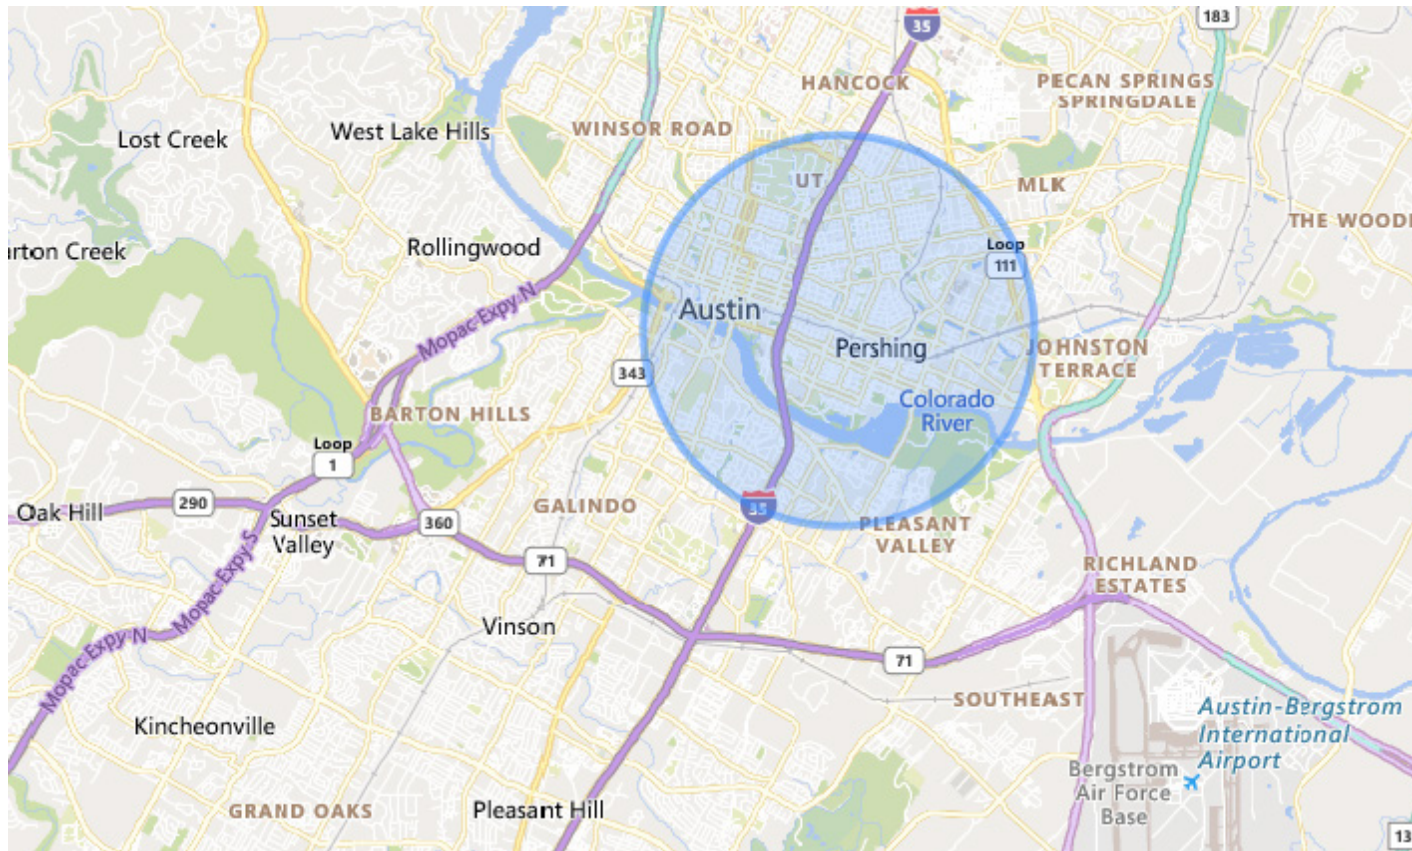 183
35
HANCOCK
PECAN SPRINGS
SPRINGDALE
West Lake Hills
WINSOR ROAD
Lost Creek
UT
MLK
THE WOOD
Rollingwood
Loop
111
arton Creek
Austin
Mopac Expy N
Pershing
JOHNSTON
TERRACE
343
Colorado
River
BARTON HILLS
Loop
1
290
Oak Hill
Sunset
Valley
360
GALINDO
35
PLEASANT
VALLEY
71
RICHLAND
ESTATES
Mopac Expy S
Mopac Expy N
Vinson
71
SOUTHEAST
Austin-Bergstrom
International
Airport
Kincheonville
Bergstrom
Air Force
Base
GRAND OAKS
Pleasant Hill
13